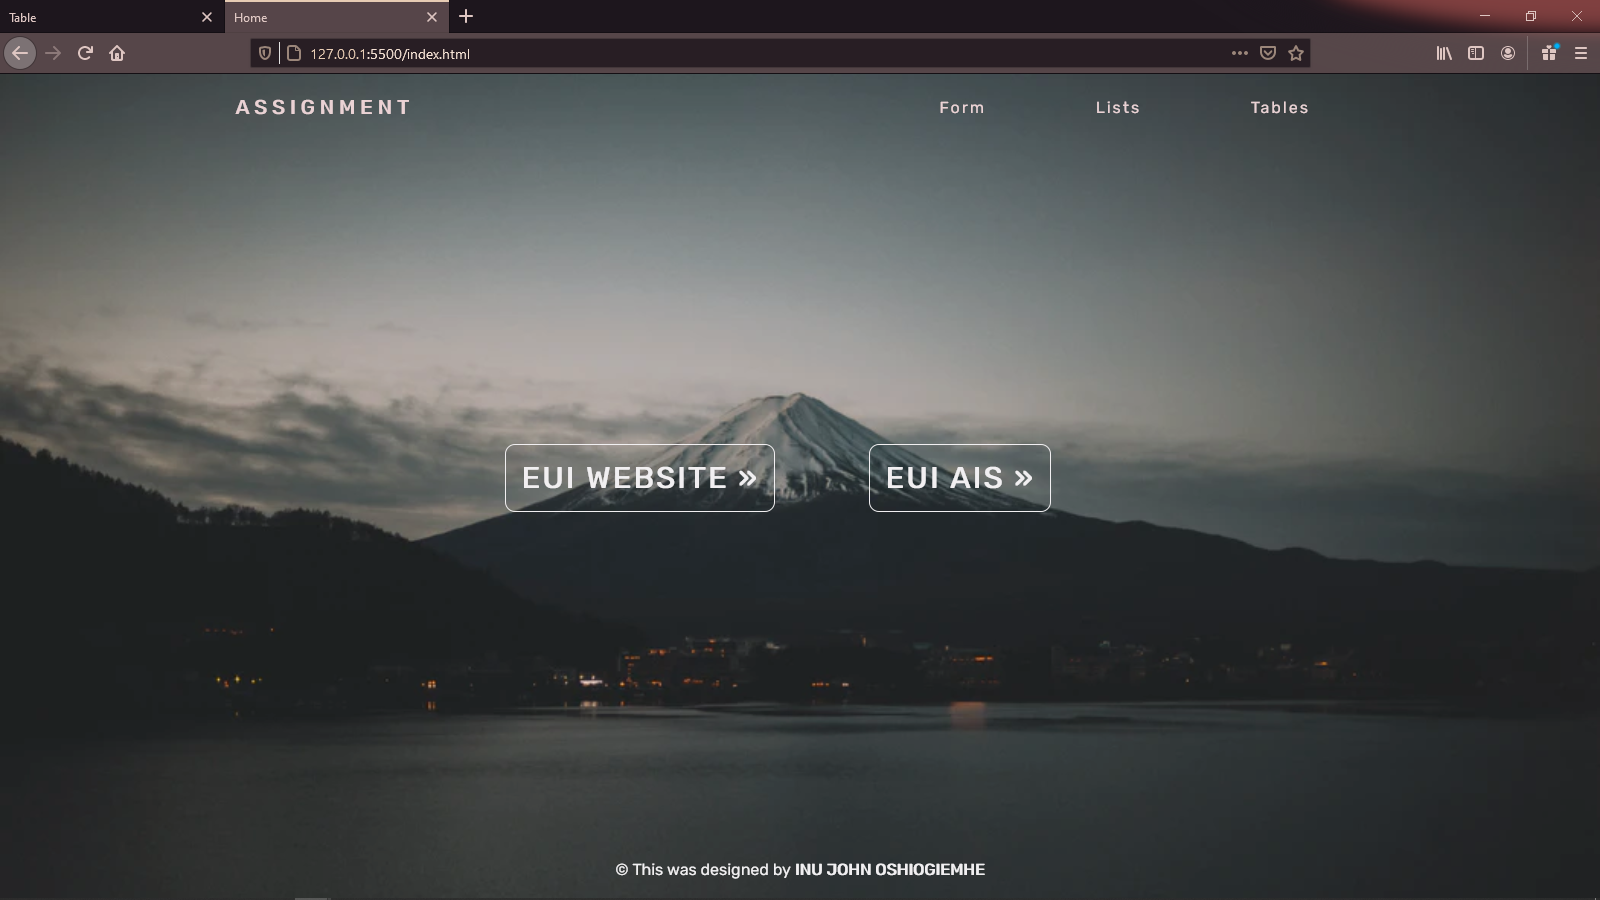 Table
Home
127.0.0.1:5500/index.html
ASSIGNMENT
Form
Lists
Tables
EUI WEBSITE »
EUI AIS »
© This was designed by INU JOHN OSHIOGIEMHE